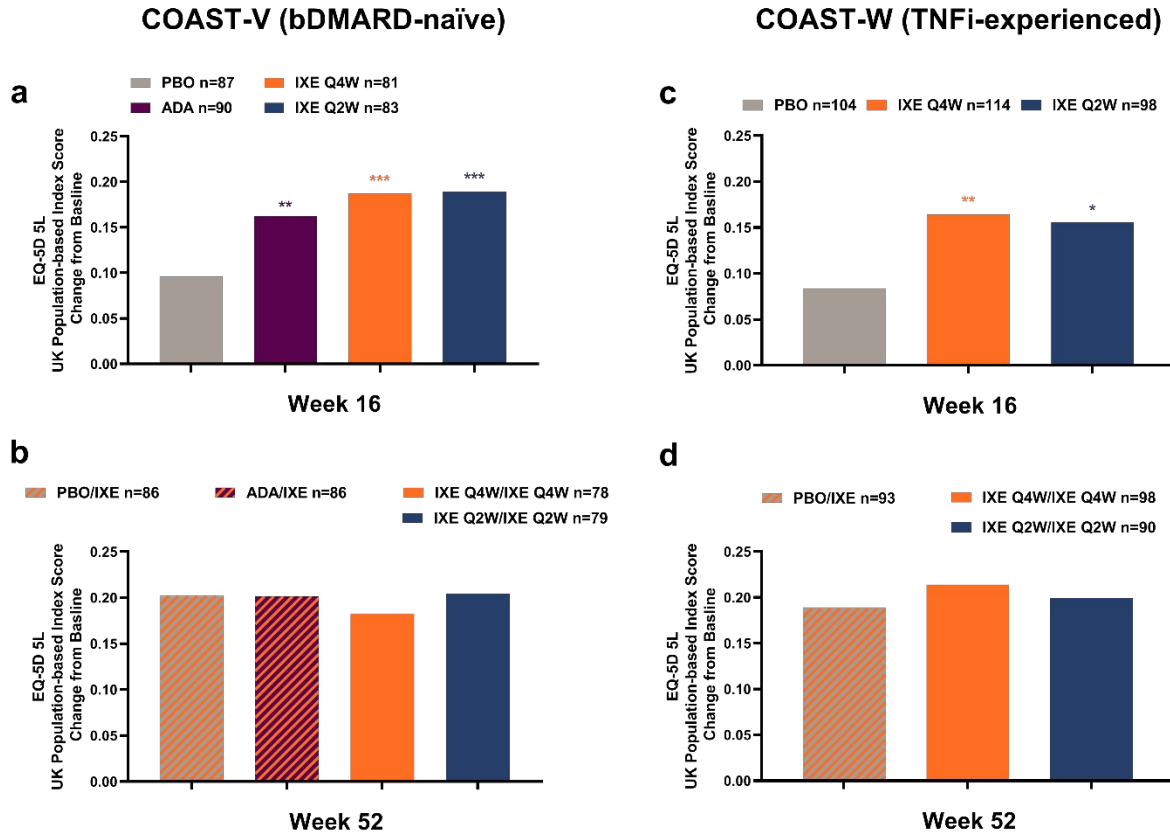 COAST-V (bDMARD-naïve)
COAST-W (TNFi-experienced)
a
PBO n=87
IXE Q4W n=81
ADA n=90
IXE Q2W n=83
EQ-5D 5L
UK Population-based Index Score
Change from Basline
0.25
0.20
0.15
0.10
0.05
0.00
**
***
***
Week 16
c
PBO n=104
IXE Q4W n=114
IXE Q2W n=98
EQ-5D 5L
UK Population-based Index Score
Change from Basline
0.25
0.20
0.15
0.10
0.05
0.00
**
*
Week 16
b
PBO/IXE n=86
ADA/IXE n=86
IXE Q4W/IXE Q4W n=78
IXE Q2W/IXE Q2W n=79
EQ-5D 5L
UK Population-based Index Score
Change from Basline
0.25
0.20
0.15
0.10
0.05
0.00
Week 52
d
PBO/IXE n=93
IXE Q4W/IXE Q4W n=98
IXE Q2W/IXE Q2W n=90
EQ-5D 5L
UK Population-based Index Score
Change from Basline
0.25
0.20
0.15
0.10
0.05
0.00
Week 52